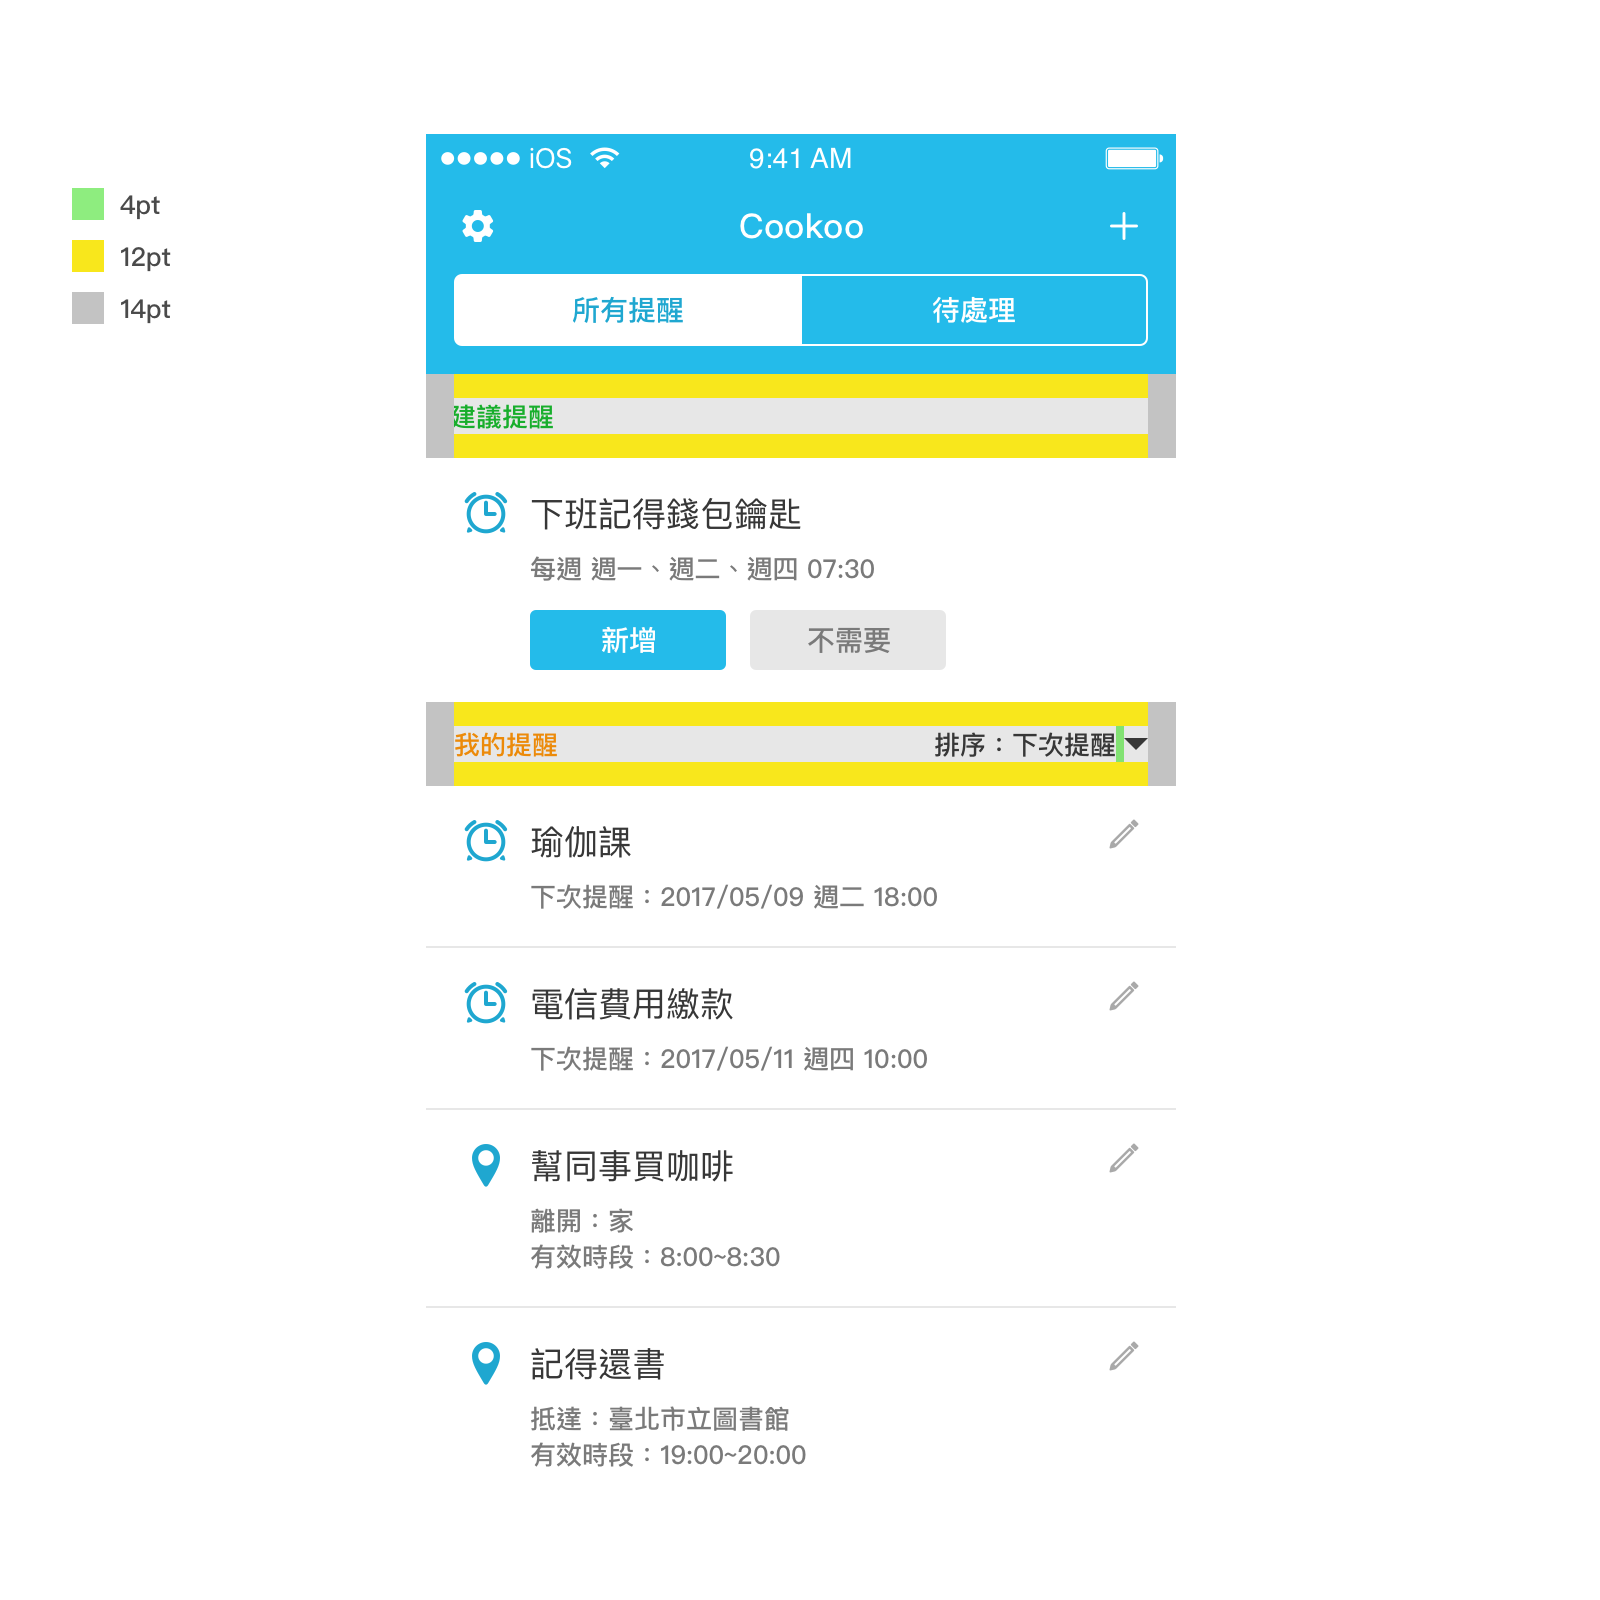 4pt
12pt
14pt
iOS 9:41 AM
Cookoo
所有提醒 待處理
建議提醒
下班記得錢包鑰匙
每週 週一、週二、週四 07:30
新增 不需要
我的提醒 排序：下次提醒
瑜伽課
下次提醒：2017/05/09 週二 18:00
電信費用繳款
下次提醒：2017/05/11 週四 10:00
幫同事買咖啡
離開：家
有效時段：8:00~8:30
記得還書
抵達：臺北市立圖書館
有效時段：19:00~20:00